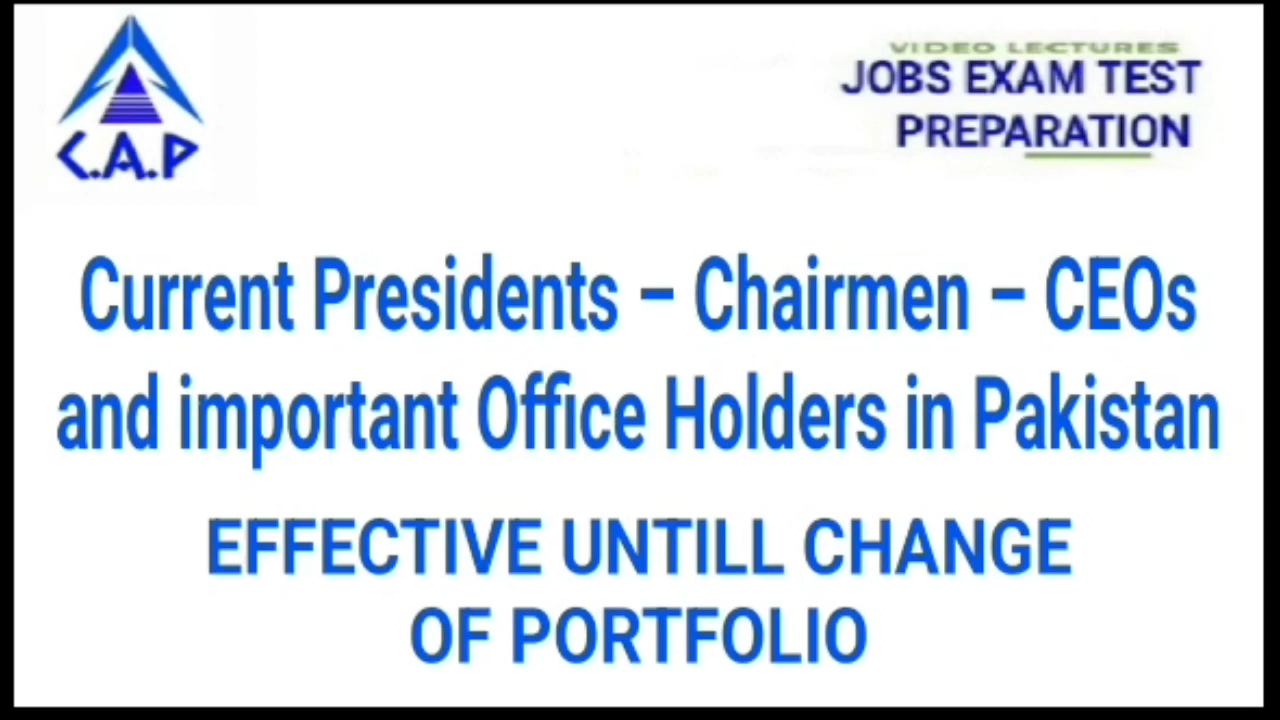 C.A.P
VIDEO LECTURES
JOBS EXAM TEST
PREPARATION
Current Presidents – Chairmen – CEOs
and important Office Holders in Pakistan
EFFECTIVE UNTILL CHANGE
OF PORTFOLIO